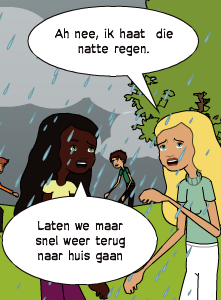 Ah nee, ik haat die
natte regen.
Laten we maar
snel weer terug
naar huis gaan